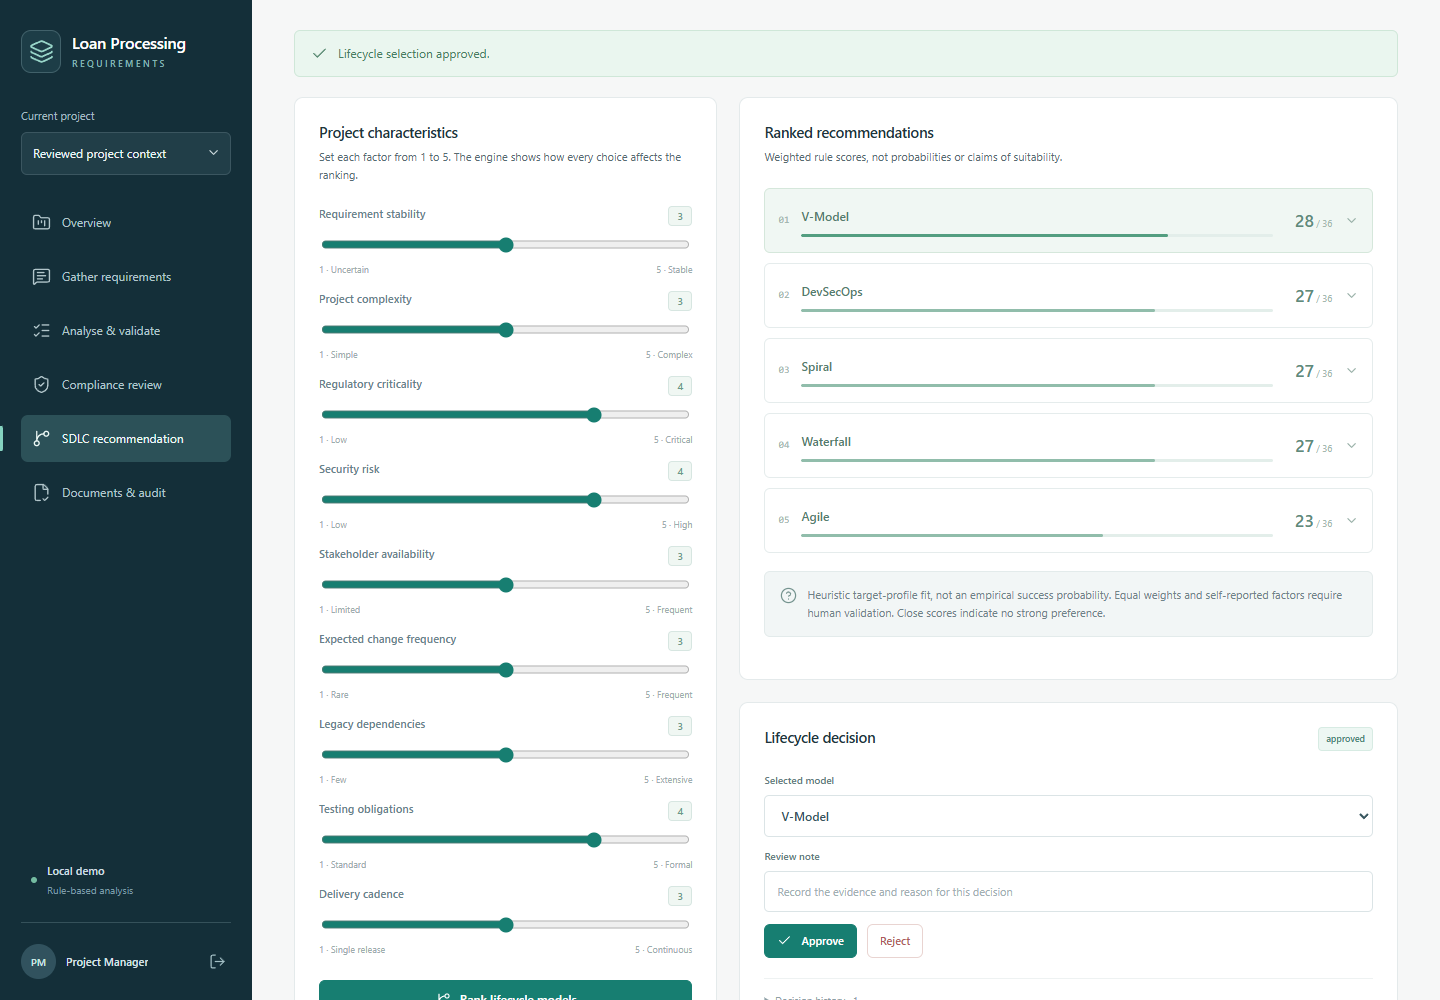 Loan Processing
REQUIREMENTS
Current project
Reviewed project context
Overview
Gather requirements
Analyse & validate
Compliance review
SDLC recommendation
Documents & audit
Local demo
Rule-based analysis
PM
Project Manager
Lifecycle selection approved.
Project characteristics
Set each factor from 1 to 5. The engine shows how every choice affects the
ranking.
Requirement stability
3
1 · Uncertain
5 · Stable
Project complexity
3
1 · Simple
5 · Complex
Regulatory criticality
4
1 · Low
5 · Critical
Security risk
4
1 · Low
5 · High
Stakeholder availability
3
1 · Limited
5 · Frequent
Expected change frequency
3
1 · Rare
5 · Frequent
Legacy dependencies
3
1 · Few
5 · Extensive
Testing obligations
4
1 · Standard
5 · Formal
Delivery cadence
3
1 · Single release
5 · Continuous
Rank lifecycle models
Ranked recommendations
Weighted rule scores, not probabilities or claims of suitability.
01 V-Model 28 / 36
02 DevSecOps 27 / 36
03 Spiral 27 / 36
04 Waterfall 27 / 36
05 Agile 23 / 36
Heuristic target-profile fit, not an empirical success probability. Equal weights and self-reported factors require
human validation. Close scores indicate no strong preference.
Lifecycle decision
approved
Selected model
V-Model
Review note
Record the evidence and reason for this decision
Approve
Reject
Decision history · 1